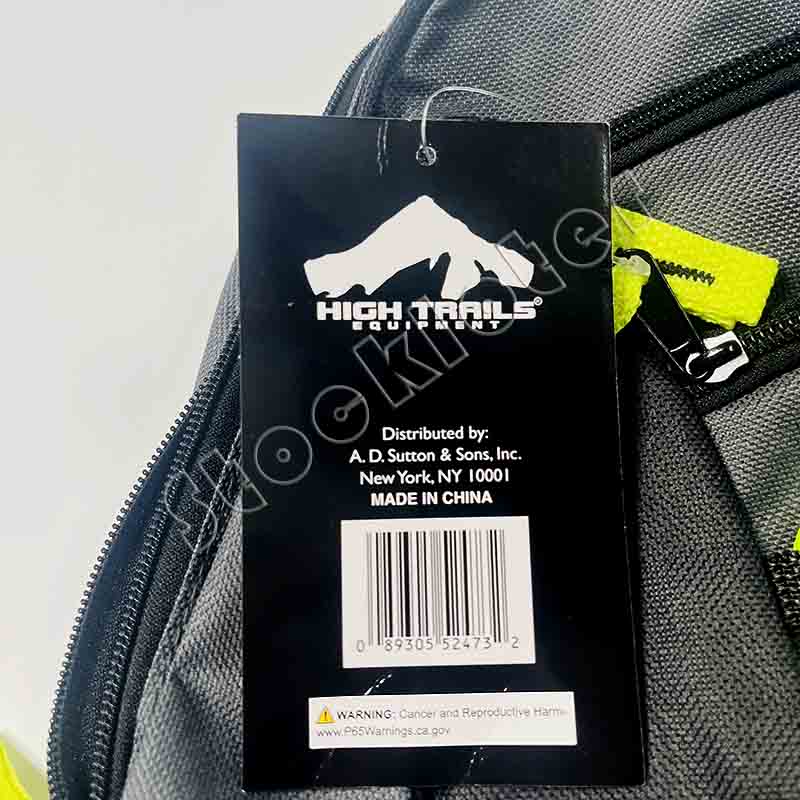 HIGH TRAILS®
EQUIPMENT
Distributed by:
A. D. Sutton & Sons, Inc.
New York, NY 10001
MADE IN CHINA
0 89305 52473 2
WARNING: Cancer and Reproductive Harm-
www.P65Warnings.ca.gov